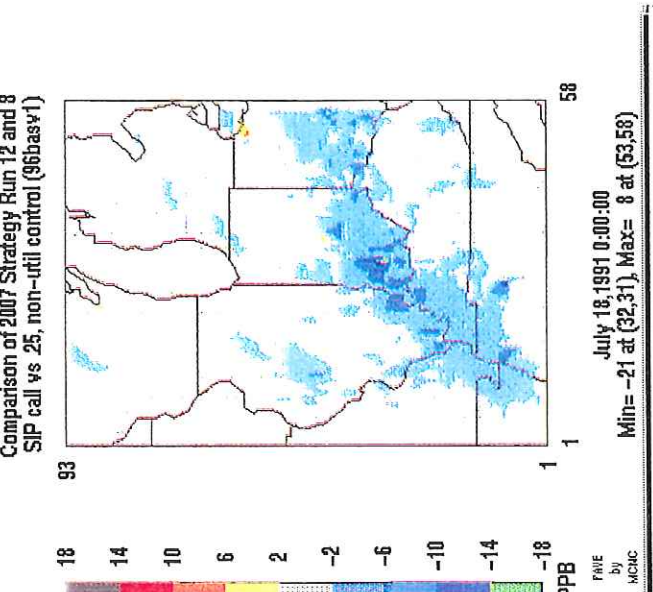 Comparison of 2007 Strategy Run 12 and 8
SIP call vs .25, non-util control (96basv1)
93
1
1
58
18
14
10
6
2
-2
-6
-10
-14
-18
PPB
PAVE
by
MCNC
July 18,1991 0:00:00
Min= -21 at (32,31), Max= 8 at (53,58)